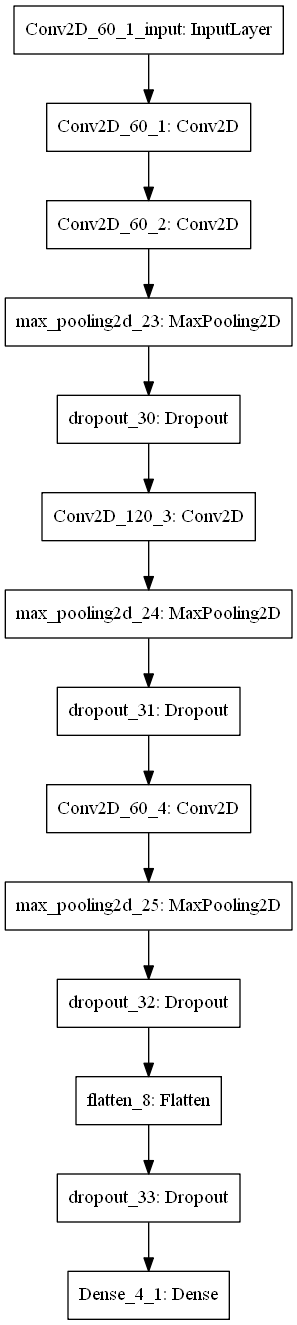 Conv2D_60_1_input: InputLayer
Conv2D_60_1: Conv2D
Conv2D_60_2: Conv2D
max_pooling2d_23: MaxPooling2D
dropout_30: Dropout
Conv2D_120_3: Conv2D
max_pooling2d_24: MaxPooling2D
dropout_31: Dropout
Conv2D_60_4: Conv2D
max_pooling2d_25: MaxPooling2D
dropout_32: Dropout
flatten_8: Flatten
dropout_33: Dropout
Dense_4_1: Dense